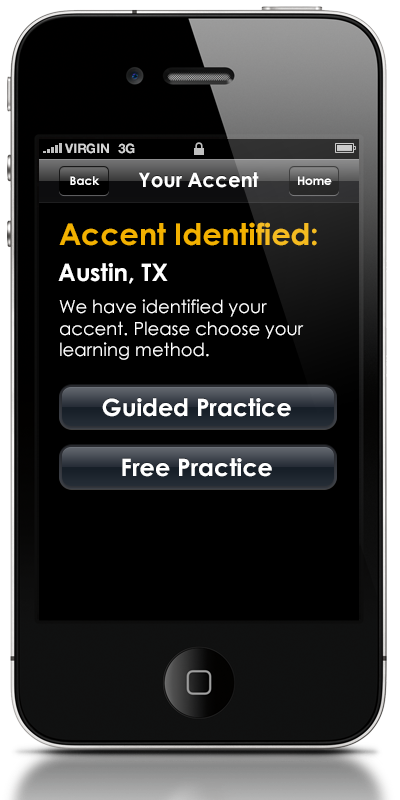 VIRGIN 3G
Back Your Accent Home
Accent Identified:
Austin, TX
We have identified your
accent. Please choose your
learning method.
Guided Practice
Free Practice